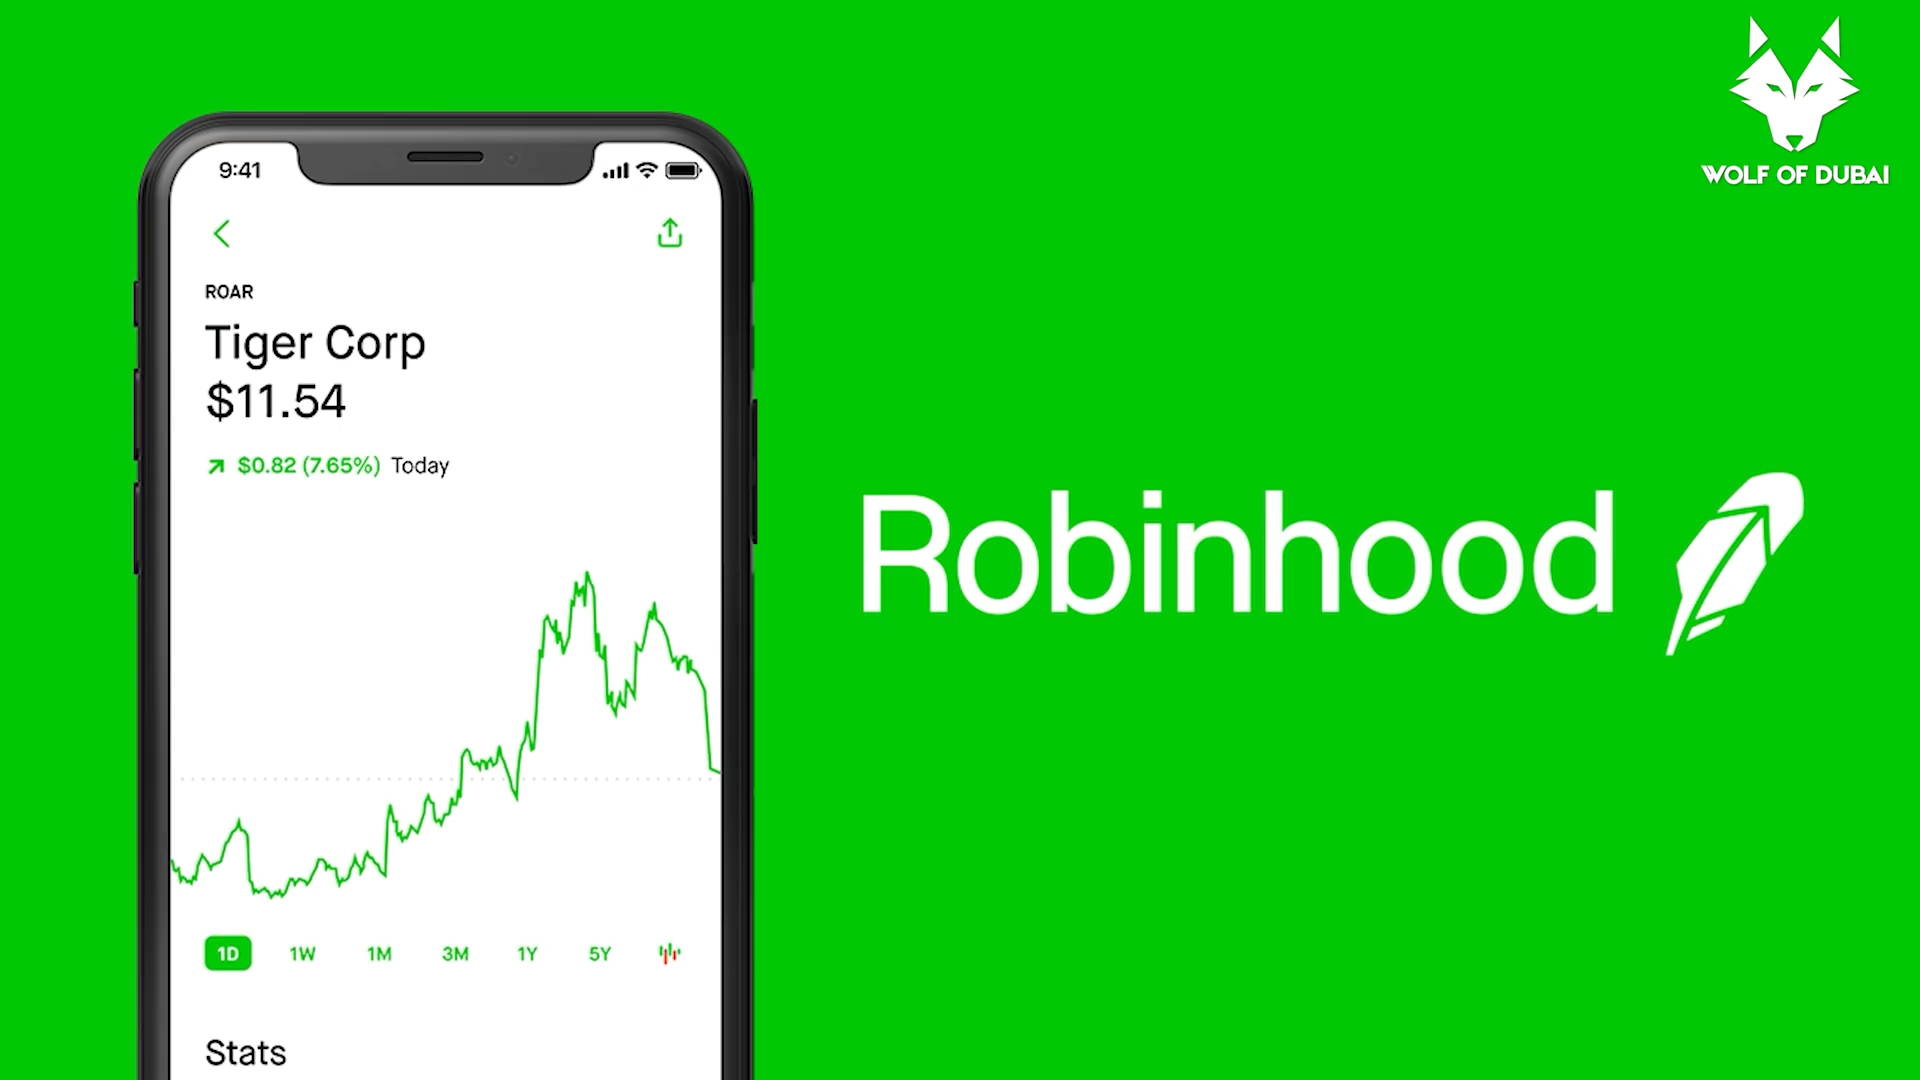 9:41
ROAR
Tiger Corp
$11.54
$0.82 (7.65%) Today
1D 1W 1M 3M 1Y 5Y
Stats
Robinhood
WOLF OF DUBAI